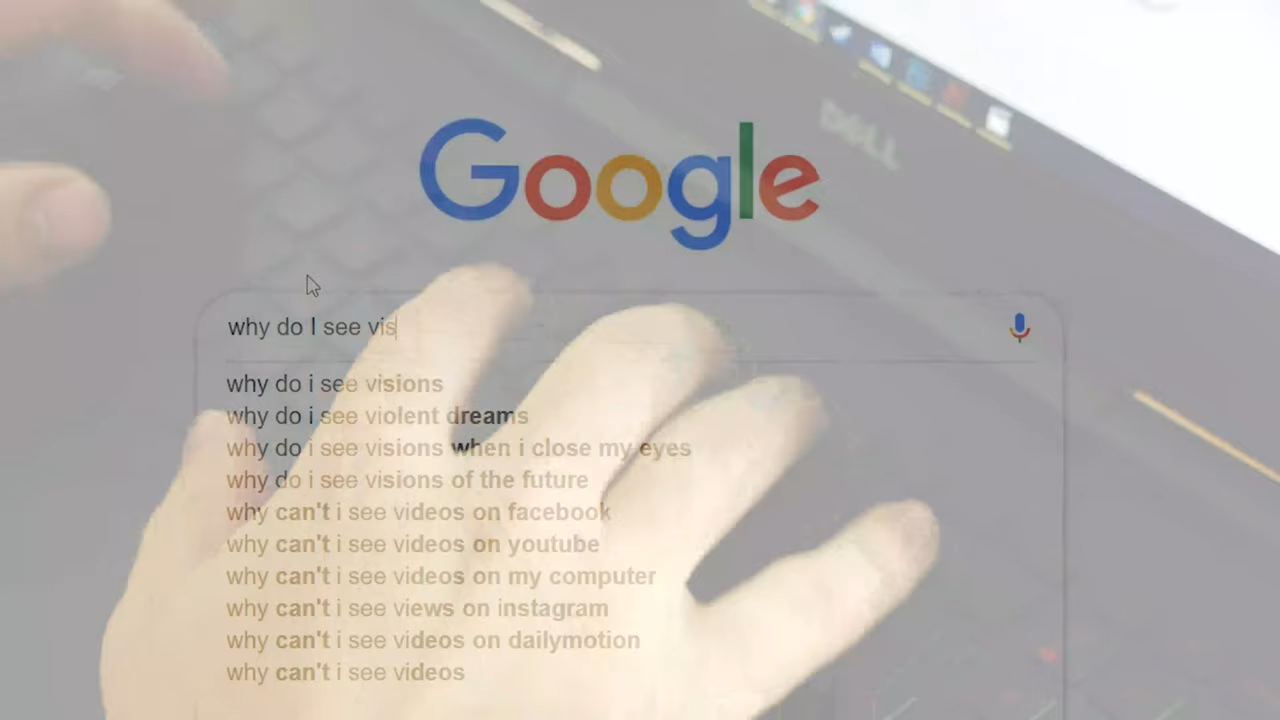 DELL
Google
why do I see vis
why do i see visions
why do i see violent dreams
why do i see visions when i close my eyes
why do i see visions of the future
why can't i see videos on facebook
why can't i see videos on youtube
why can't i see videos on my computer
why can't i see views on instagram
why can't i see videos on dailymotion
why can't i see videos